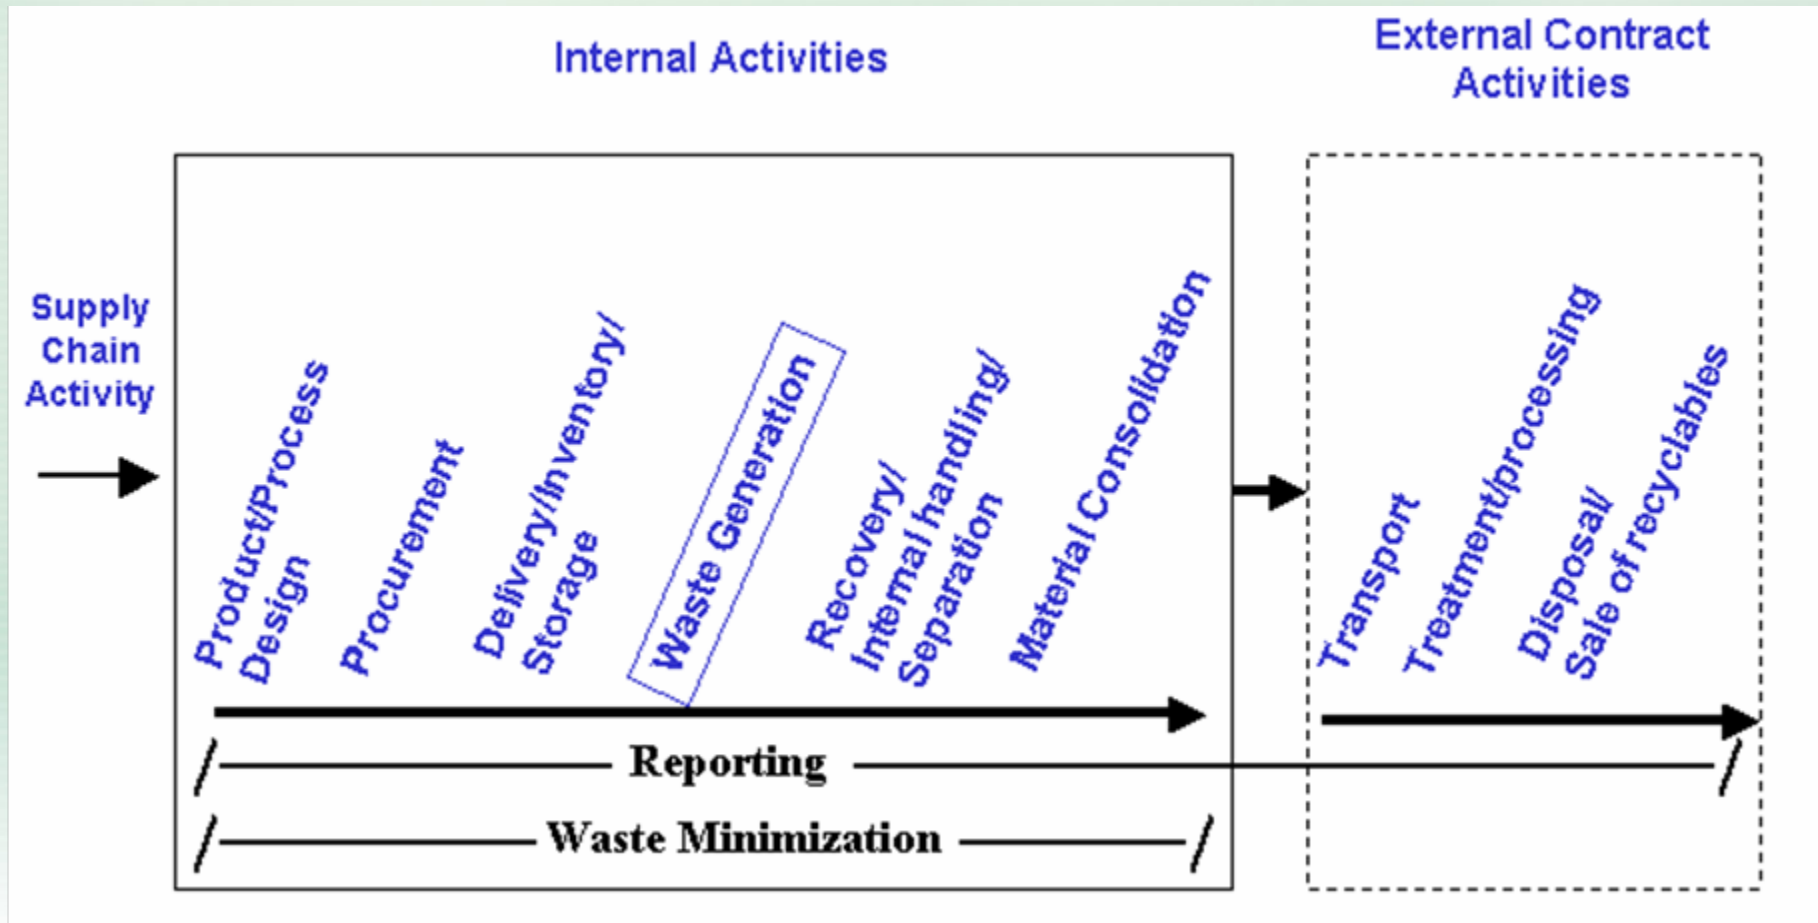 Internal Activities
External Contract
Activities
Supply
Chain
Activity
Product/Process
Design
Procurement
Delivery/Inventory/
Storage
Waste Generation
Recovery/
Internal handling/
Separation
Material Consolidation
Transport
Treatment/processing
Disposal/
Sale of recyclables
Reporting
Waste Minimization